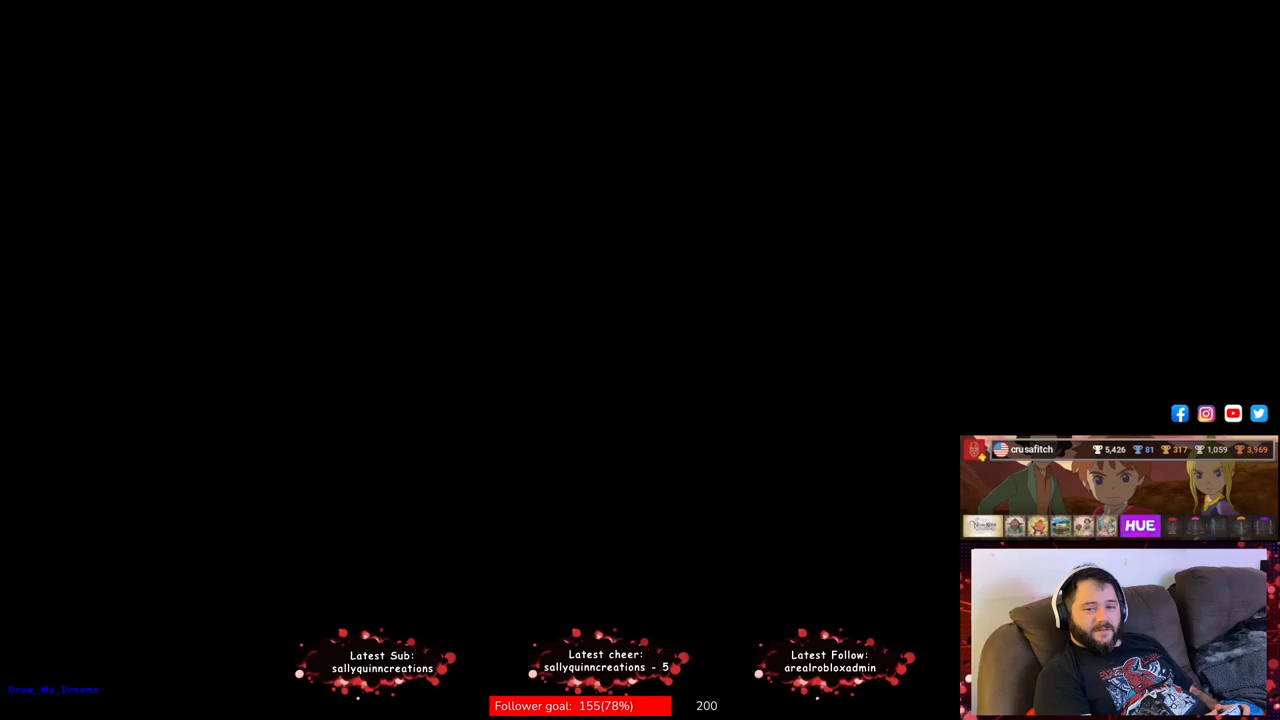 crusafitch 5,426 81 317 1,059 3,969
HUE
Latest Sub:
sallyquinncreations
Latest cheer:
sallyquinncreations - 5
Latest Follow:
arealrobloxadmin
Draw_My_Dreams
Follower goal: 155(78%) 200